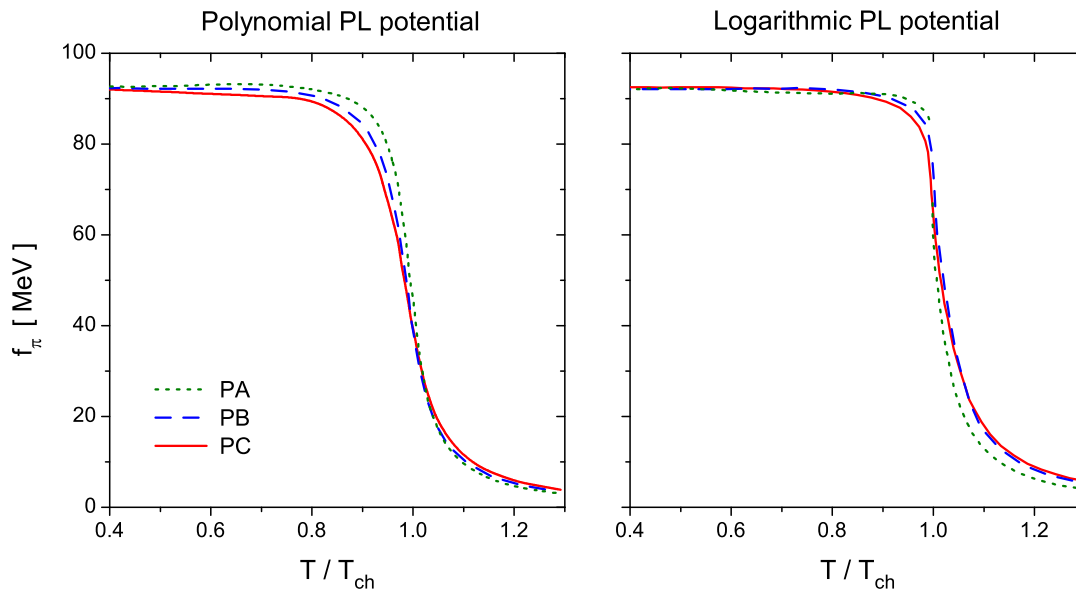 Polynomial PL potential
Logarithmic PL potential
100
80
60
40
20
0
f_π [ MeV ]
PA
PB
PC
0.4 0.6 0.8 1.0 1.2
0.4 0.6 0.8 1.0 1.2
T / T_ch
T / T_ch